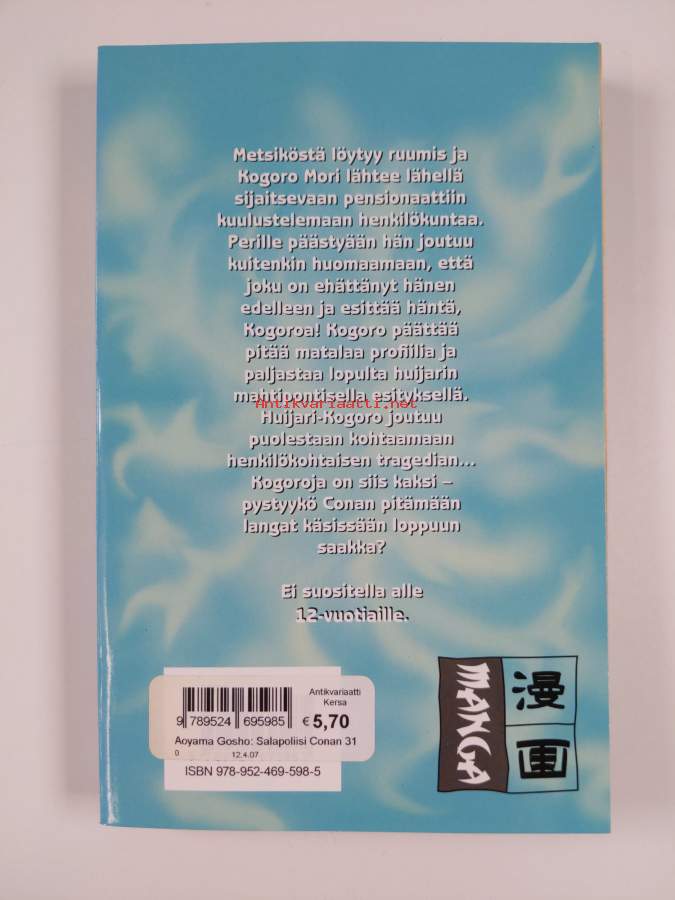 Metsiköstä löytyy ruumis ja
Kogoro Mori lähtee lähellä
sijaitsevaan pensionaattiin
kuulustelemaan henkilökuntaa.
Perille päästyään hän joutuu
kuitenkin huomaamaan, että
joku on ehättänyt hänen
edelleen ja esittää häntä,
Kogoroa! Kogoro päättää
pitää matalaa profiilia ja
paljastaa lopulta huijarin
mahtipontisella esityksellä.
Antikvariaatti.net
Huijari-Kogoro joutuu
puolestaan kohtaamaan
henkilökohtaisen tragedian...
Kogoroja on siis kaksi –
pystyykö Conan pitämään
langat käsissään loppuun
saakka?
Ei suositella alle
12-vuotiaille.
Antikvariaatti
Kersa
€ 5,70
9 789524 695985
Aoyama Gosho: Salapoliisi Conan 31
0 12.4.07
ISBN 978-952-469-598-5
MANGA
漫
画